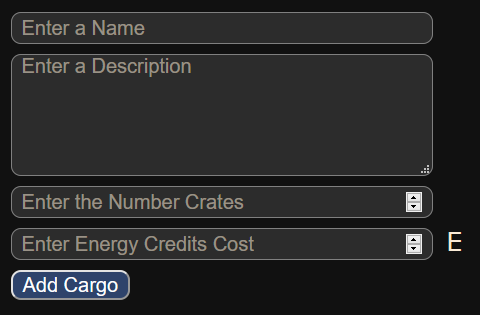 Enter a Name
Enter a Description
Enter the Number Crates
Enter Energy Credits Cost E
Add Cargo